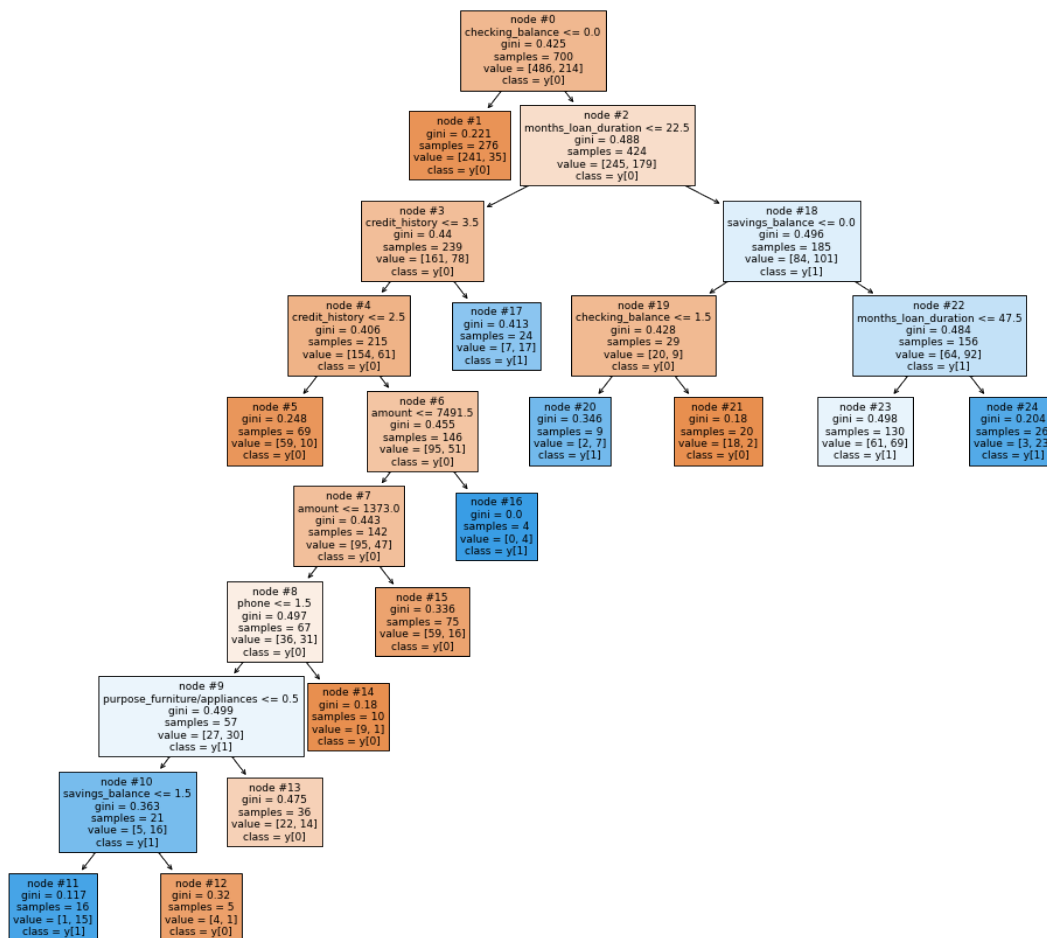 node #0
checking_balance <= 0.0
gini = 0.425
samples = 700
value = [486, 214]
class = y[0]
node #1
gini = 0.221
samples = 276
value = [241, 35]
class = y[0]
node #2
months_loan_duration <= 22.5
gini = 0.488
samples = 424
value = [245, 179]
class = y[0]
node #3
credit_history <= 3.5
gini = 0.44
samples = 239
value = [161, 78]
class = y[0]
node #18
savings_balance <= 0.0
gini = 0.496
samples = 185
value = [84, 101]
class = y[1]
node #4
credit_history <= 2.5
gini = 0.406
samples = 215
value = [154, 61]
class = y[0]
node #17
gini = 0.413
samples = 24
value = [7, 17]
class = y[1]
node #19
checking_balance <= 1.5
gini = 0.428
samples = 29
value = [20, 9]
class = y[0]
node #22
months_loan_duration <= 47.5
gini = 0.484
samples = 156
value = [64, 92]
class = y[1]
node #5
gini = 0.248
samples = 69
value = [59, 10]
class = y[0]
node #6
amount <= 7491.5
gini = 0.455
samples = 146
value = [95, 51]
class = y[0]
node #20
gini = 0.346
samples = 9
value = [2, 7]
class = y[1]
node #21
gini = 0.18
samples = 20
value = [18, 2]
class = y[0]
node #23
gini = 0.498
samples = 130
value = [61, 69]
class = y[1]
node #24
gini = 0.204
samples = 26
value = [3, 23]
class = y[1]
node #7
amount <= 1373.0
gini = 0.443
samples = 142
value = [95, 47]
class = y[0]
node #16
gini = 0.0
samples = 4
value = [0, 4]
class = y[1]
node #8
phone <= 1.5
gini = 0.497
samples = 67
value = [36, 31]
class = y[0]
node #15
gini = 0.336
samples = 75
value = [59, 16]
class = y[0]
node #9
purpose_furniture/appliances <= 0.5
gini = 0.499
samples = 57
value = [27, 30]
class = y[1]
node #14
gini = 0.18
samples = 10
value = [9, 1]
class = y[0]
node #10
savings_balance <= 1.5
gini = 0.363
samples = 21
value = [5, 16]
class = y[1]
node #13
gini = 0.475
samples = 36
value = [22, 14]
class = y[0]
node #11
gini = 0.117
samples = 16
value = [1, 15]
class = y[1]
node #12
gini = 0.32
samples = 5
value = [4, 1]
class = y[0]